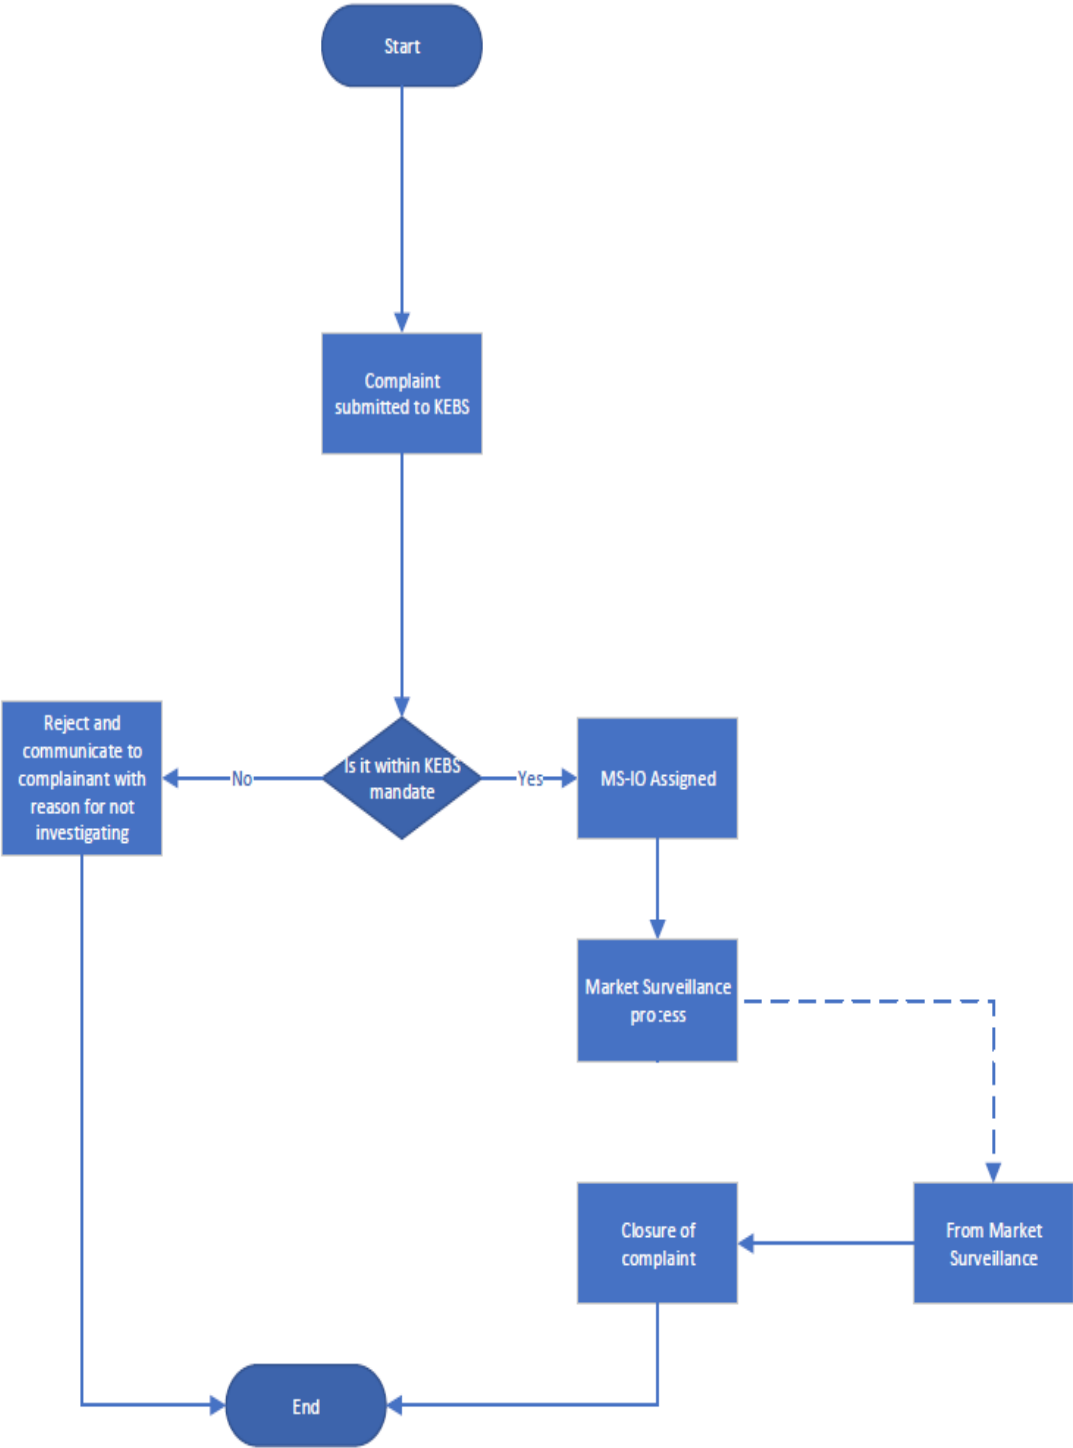 Start
Complaint
submitted to KEBS
Is it within KEBS
mandate
No
Yes
Reject and
communicate to
complainant with
reason for not
investigating
MS-IO Assigned
Market Surveillance
process
From Market
Surveillance
Closure of
complaint
End